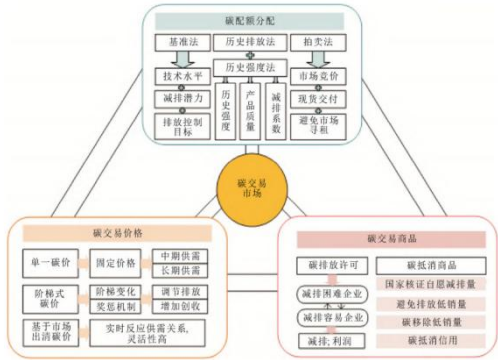 碳配额分配
基准法
历史排放法
拍卖法
历史强度法
技术水平
市场竞价
减排潜力
历史强度
产品质量
减排系数
现货交付
排放控制
目标
避免市场
寻租
碳交易
市场
碳交易价格
单一碳价
固定价格
中期供需
长期供需
阶梯式
碳价
阶梯变化
奖惩机制
调节排放
增加创收
基于市场
出清碳价
实时反应供需关系,
灵活性高
碳交易商品
碳排放许可
碳抵消商品
减排困难企业
减排容易企业
减排; 利润
国家核证自愿减排量
避免排放低销量
碳移除低销量
碳抵消信用